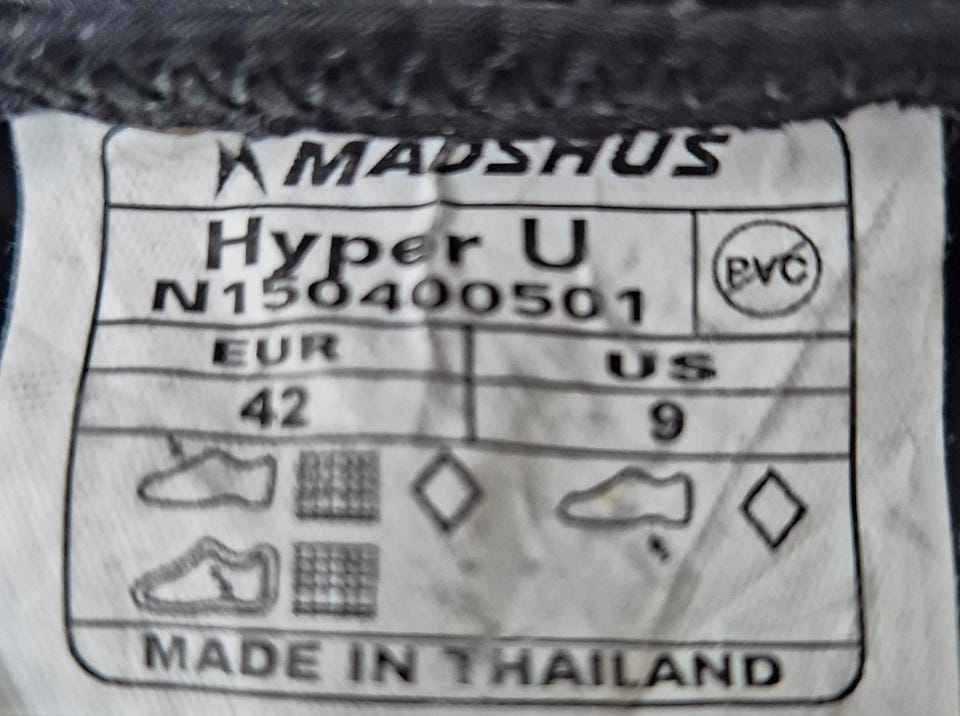 MADSHUS
Hyper U
PVC
N150400501
EUR US
42 9
MADE IN THAILAND